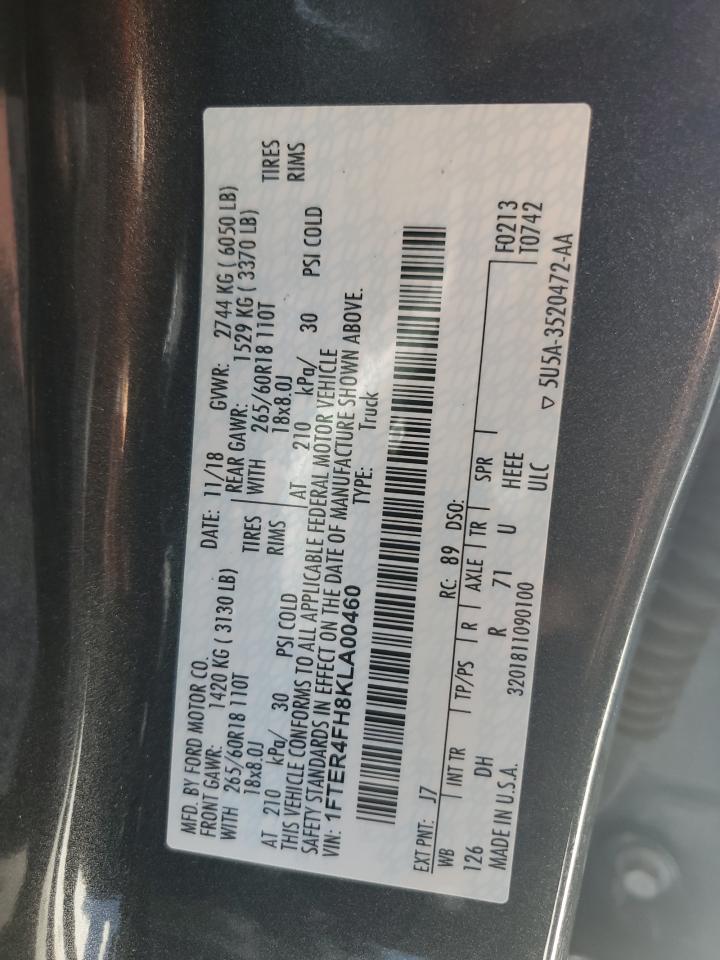 MFD. BY FORD MOTOR CO.
DATE: 11/18 GVWR: 2744 KG ( 6050 LB)
FRONT GAWR: 1420 KG ( 3130 LB) REAR GAWR: 1529 KG ( 3370 LB)
WITH 265/60R18 110T TIRES WITH 265/60R18 110T TIRES
18x8.0J RIMS 18x8.0J RIMS
AT 210 kPa/ 30 PSI COLD AT 210 kPa/ 30 PSI COLD
THIS VEHICLE CONFORMS TO ALL APPLICABLE FEDERAL MOTOR VEHICLE
SAFETY STANDARDS IN EFFECT ON THE DATE OF MANUFACTURE SHOWN ABOVE.
VIN: 1FTER4FH8KLA00460 TYPE: Truck
EXT PNT: J7 RC: 89 DSO:
WB INT TR TP/PS R AXLE TR SPR F0213
126 DH R 71 U HEEE T0742
MADE IN U.S.A. 3201811090100 ULC
▽ 5U5A-3520472-AA